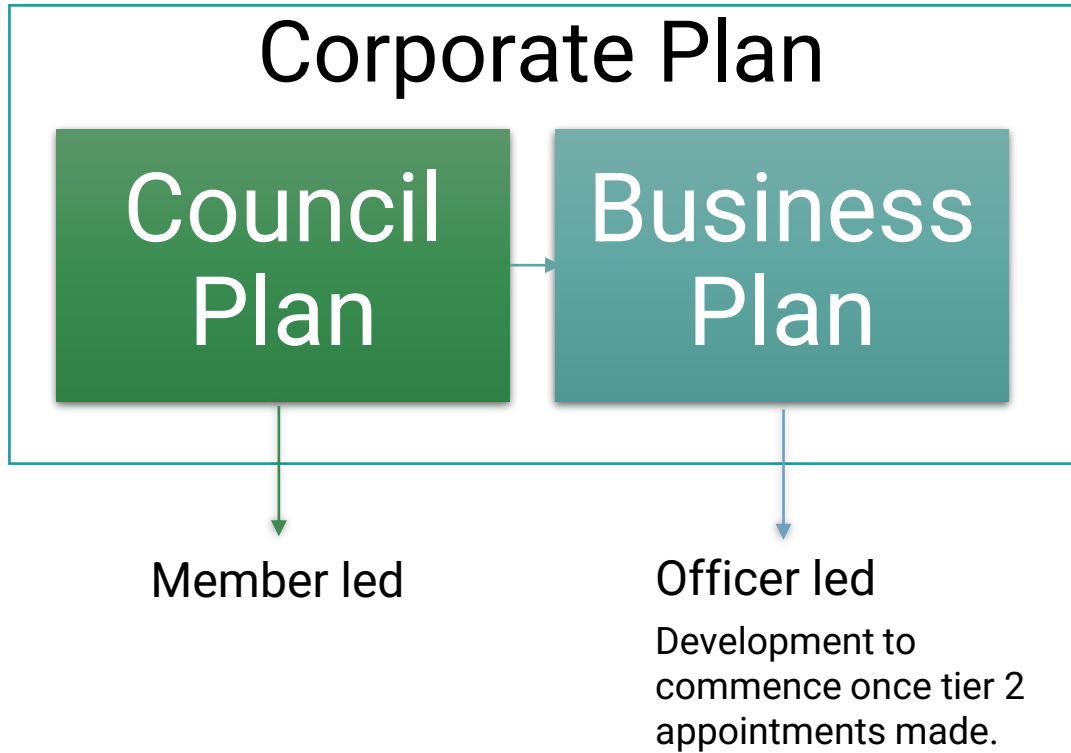 Corporate Plan
Council
Plan
Business
Plan
Member led
Officer led
Development to
commence once tier 2
appointments made.